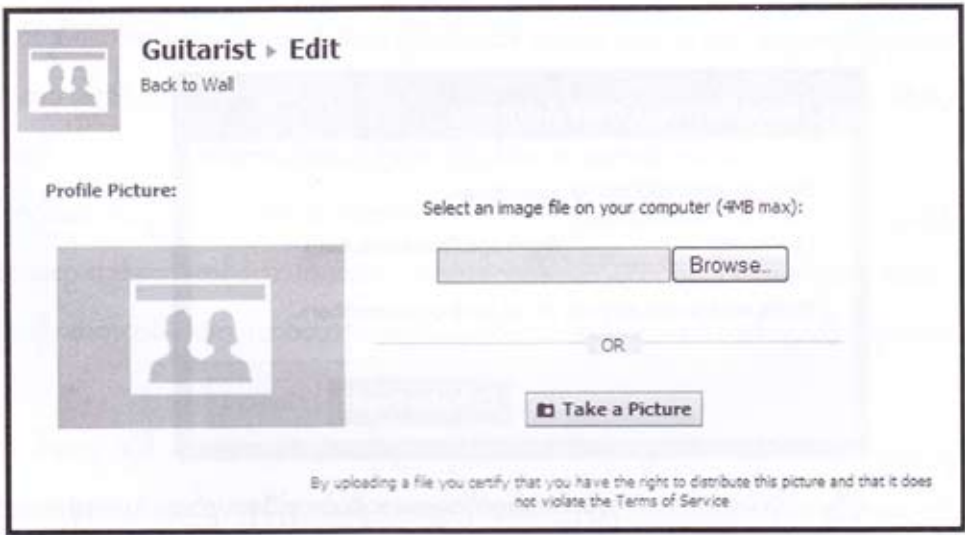 Guitarist ▸ Edit
Back to Wall
Profile Picture:
Select an image file on your computer (4MB max):
Browse...
OR
Take a Picture
By uploading a file you certify that you have the right to distribute this picture and that it does
not violate the Terms of Service